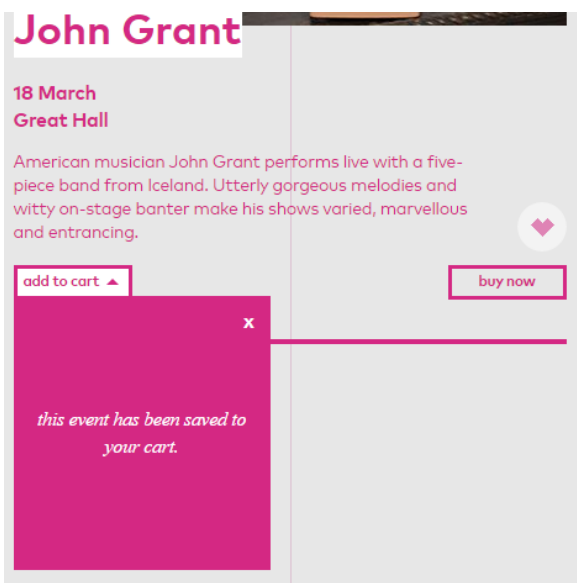 John Grant
18 March
Great Hall
American musician John Grant performs live with a five-
piece band from Iceland. Utterly gorgeous melodies and
witty on-stage banter make his shows varied, marvellous
and entrancing.
add to cart
buy now
x
this event has been saved to
your cart.